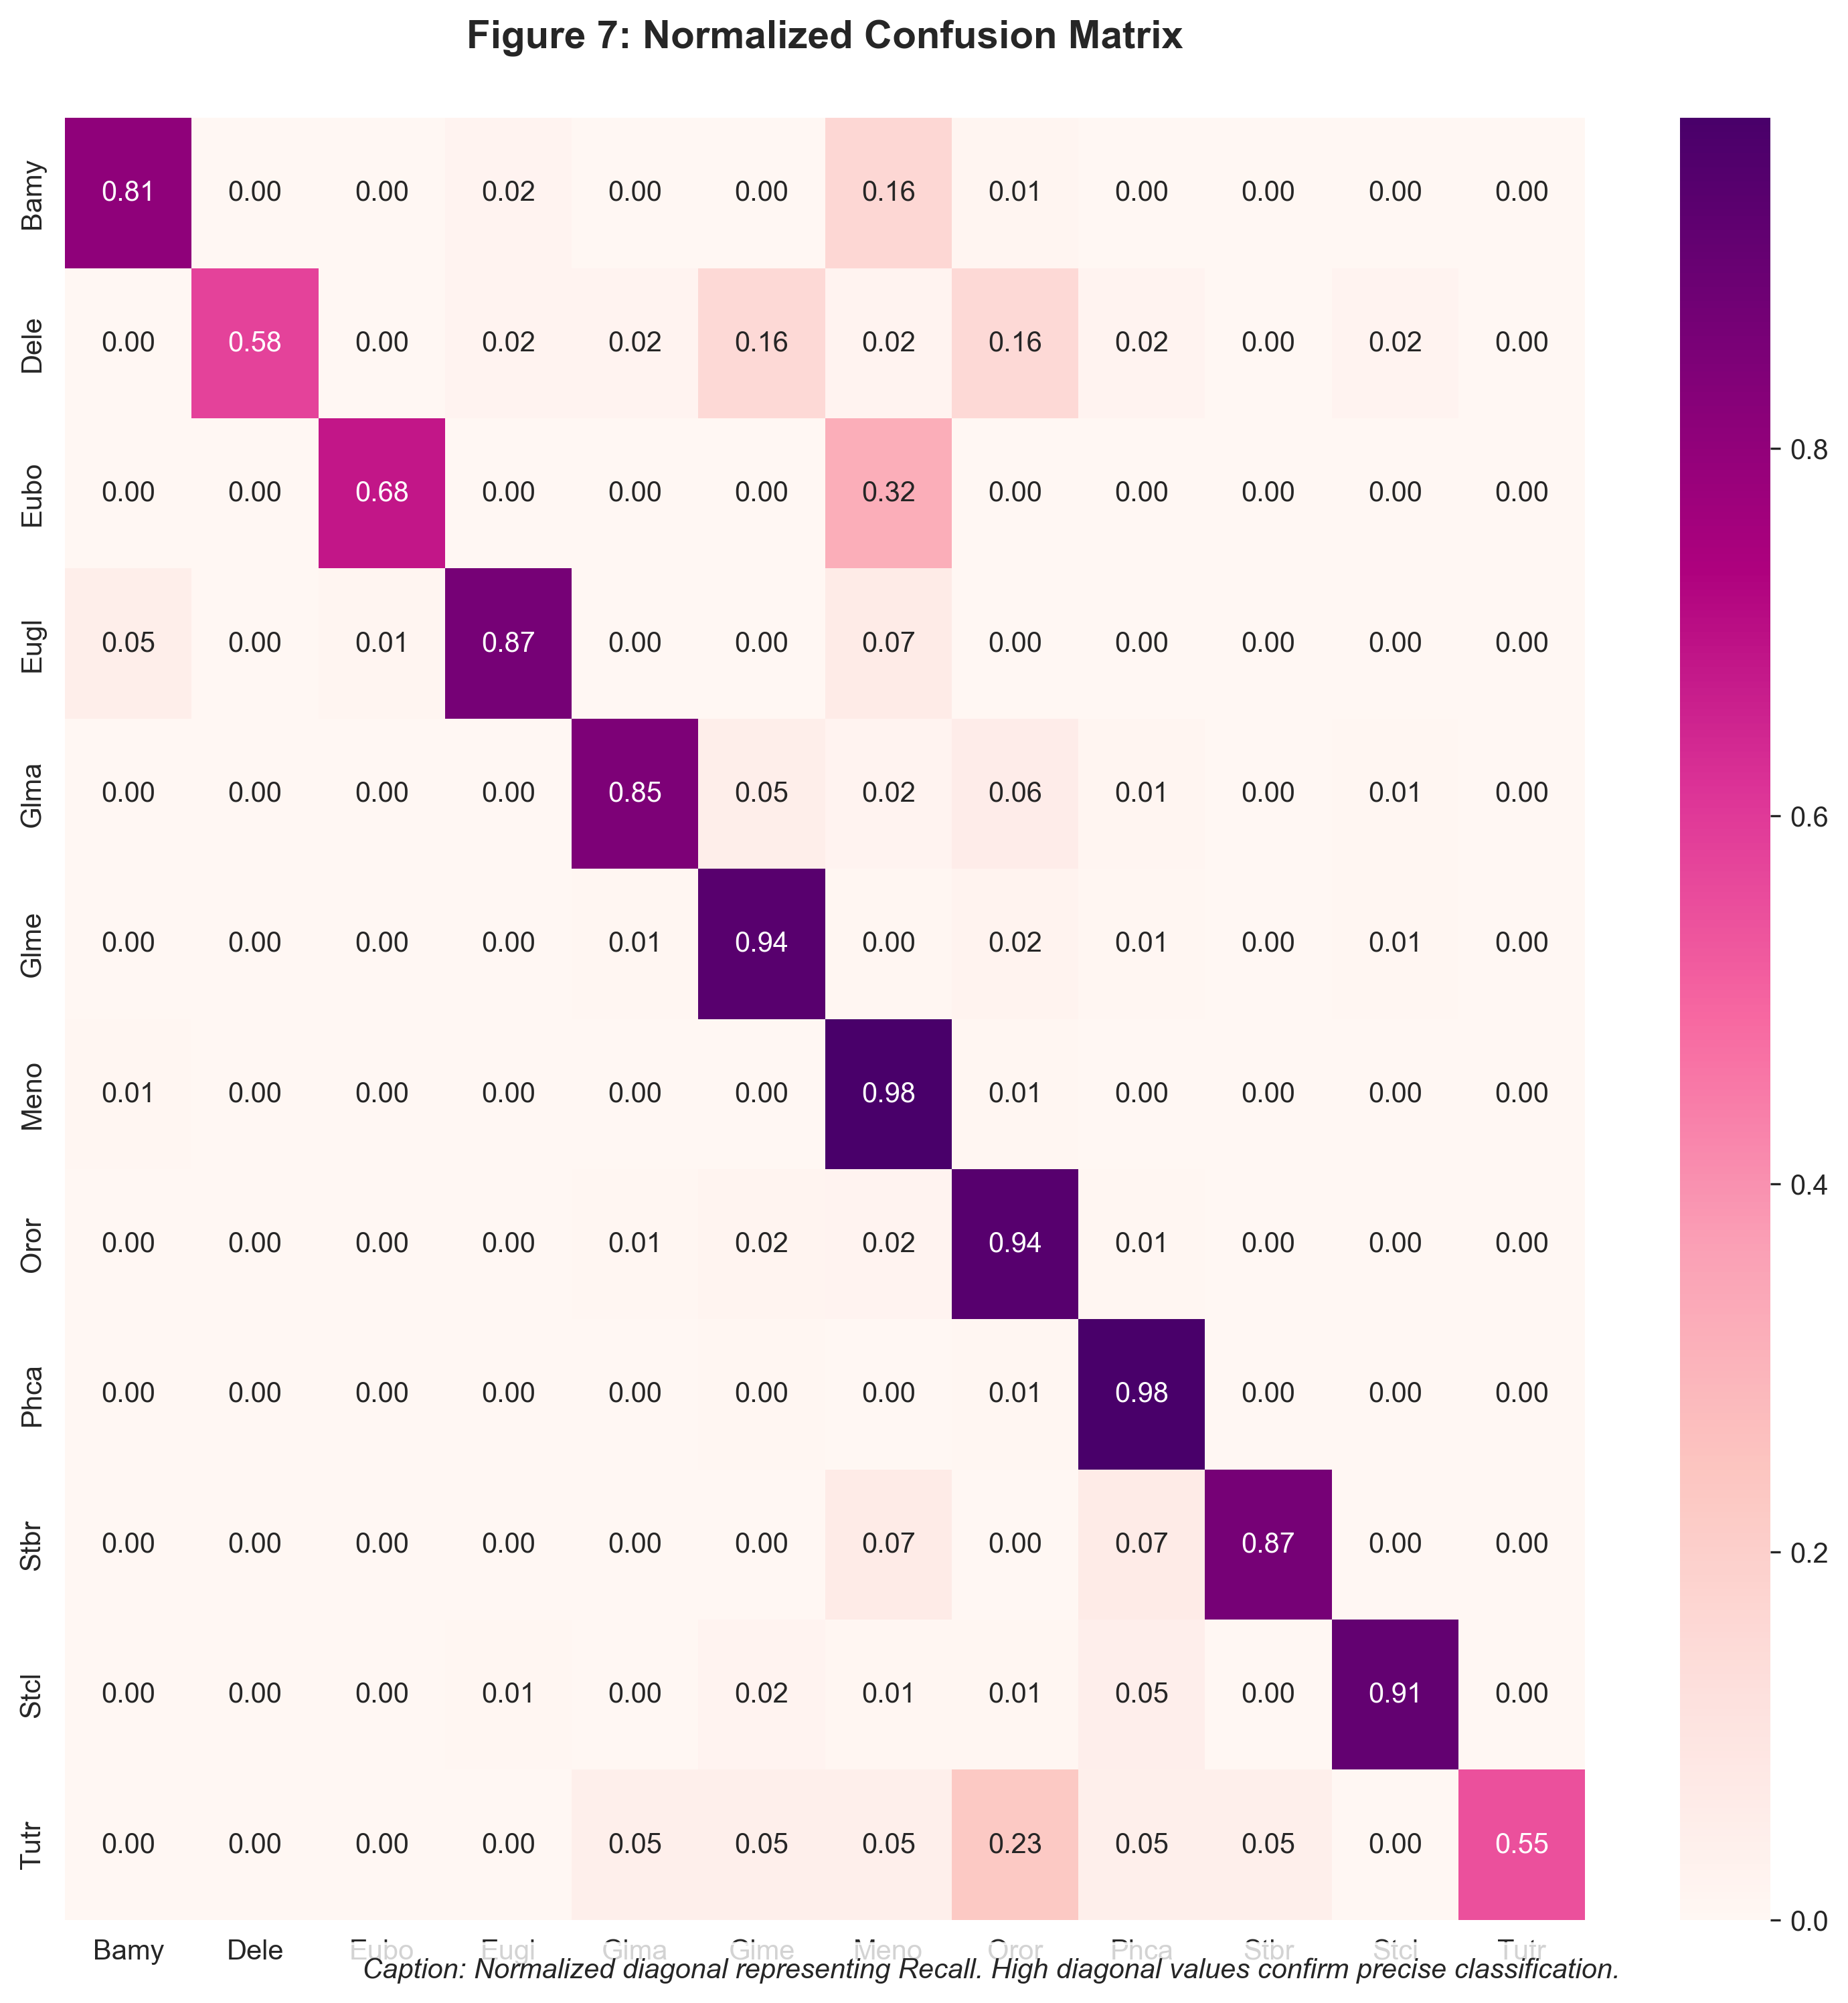 Figure 7: Normalized Confusion Matrix
Bamy 0.81 0.00 0.00 0.02 0.00 0.00 0.16 0.01 0.00 0.00 0.00 0.00
Dele 0.00 0.58 0.00 0.02 0.02 0.16 0.02 0.16 0.02 0.00 0.02 0.00
Eubo 0.00 0.00 0.68 0.00 0.00 0.00 0.32 0.00 0.00 0.00 0.00 0.00
0.8
Eugl 0.05 0.00 0.01 0.87 0.00 0.00 0.07 0.00 0.00 0.00 0.00 0.00
Glma 0.00 0.00 0.00 0.00 0.85 0.05 0.02 0.06 0.01 0.00 0.01 0.00
0.6
Glme 0.00 0.00 0.00 0.00 0.01 0.94 0.00 0.02 0.01 0.00 0.01 0.00
Meno 0.01 0.00 0.00 0.00 0.00 0.00 0.98 0.01 0.00 0.00 0.00 0.00
0.4
Oror 0.00 0.00 0.00 0.00 0.01 0.02 0.02 0.94 0.01 0.00 0.00 0.00
Phca 0.00 0.00 0.00 0.00 0.00 0.00 0.00 0.01 0.98 0.00 0.00 0.00
Stbr 0.00 0.00 0.00 0.00 0.00 0.00 0.07 0.00 0.07 0.87 0.00 0.00
0.2
Stcl 0.00 0.00 0.00 0.01 0.00 0.02 0.01 0.01 0.05 0.00 0.91 0.00
Tutr 0.00 0.00 0.00 0.00 0.05 0.05 0.05 0.23 0.05 0.05 0.00 0.55
0.0
Bamy Dele Eubo Eugl Glma Glme Meno Oror Phca Stbr Stcl Tutr
Caption: Normalized diagonal representing Recall. High diagonal values confirm precise classification.